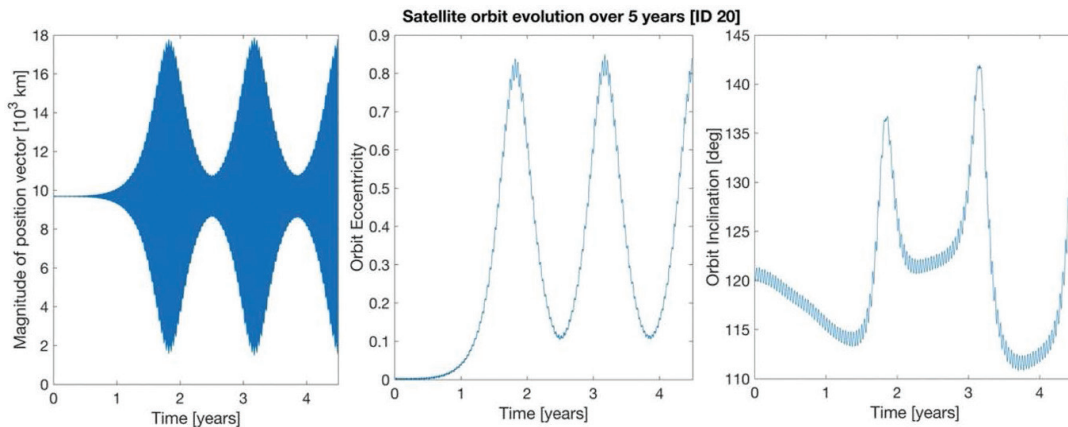 Satellite orbit evolution over 5 years [ID 20]
Magnitude of position vector [10³ km]
18
16
14
12
10
8
6
4
2
0
0 1 2 3 4
Time [years]
Orbit Eccentricity
0.9
0.8
0.7
0.6
0.5
0.4
0.3
0.2
0.1
0
0 1 2 3 4
Time [years]
Orbit Inclination [deg]
145
140
135
130
125
120
115
110
0 1 2 3 4
Time [years]